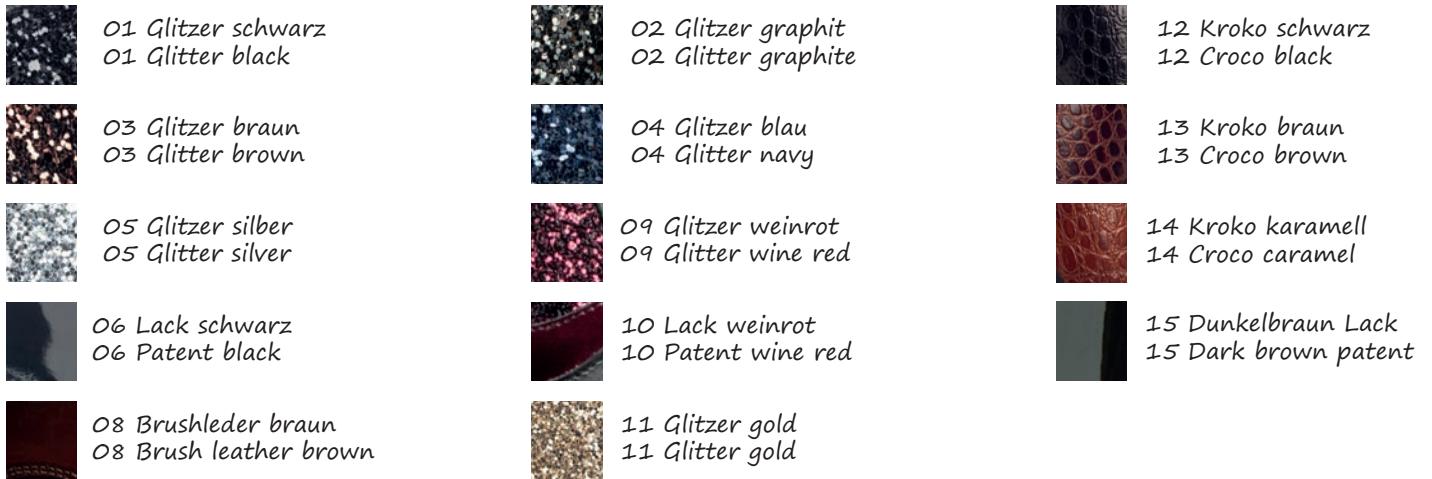 01 Glitzer schwarz
01 Glitter black
02 Glitzer graphit
02 Glitter graphite
12 Kroko schwarz
12 Croco black
03 Glitzer braun
03 Glitter brown
04 Glitzer blau
04 Glitter navy
13 Kroko braun
13 Croco brown
05 Glitzer silber
05 Glitter silver
09 Glitzer weinrot
09 Glitter wine red
14 Kroko karamell
14 Croco caramel
06 Lack schwarz
06 Patent black
10 Lack weinrot
10 Patent wine red
15 Dunkelbraun Lack
15 Dark brown patent
08 Brushleder braun
08 Brush leather brown
11 Glitzer gold
11 Glitter gold